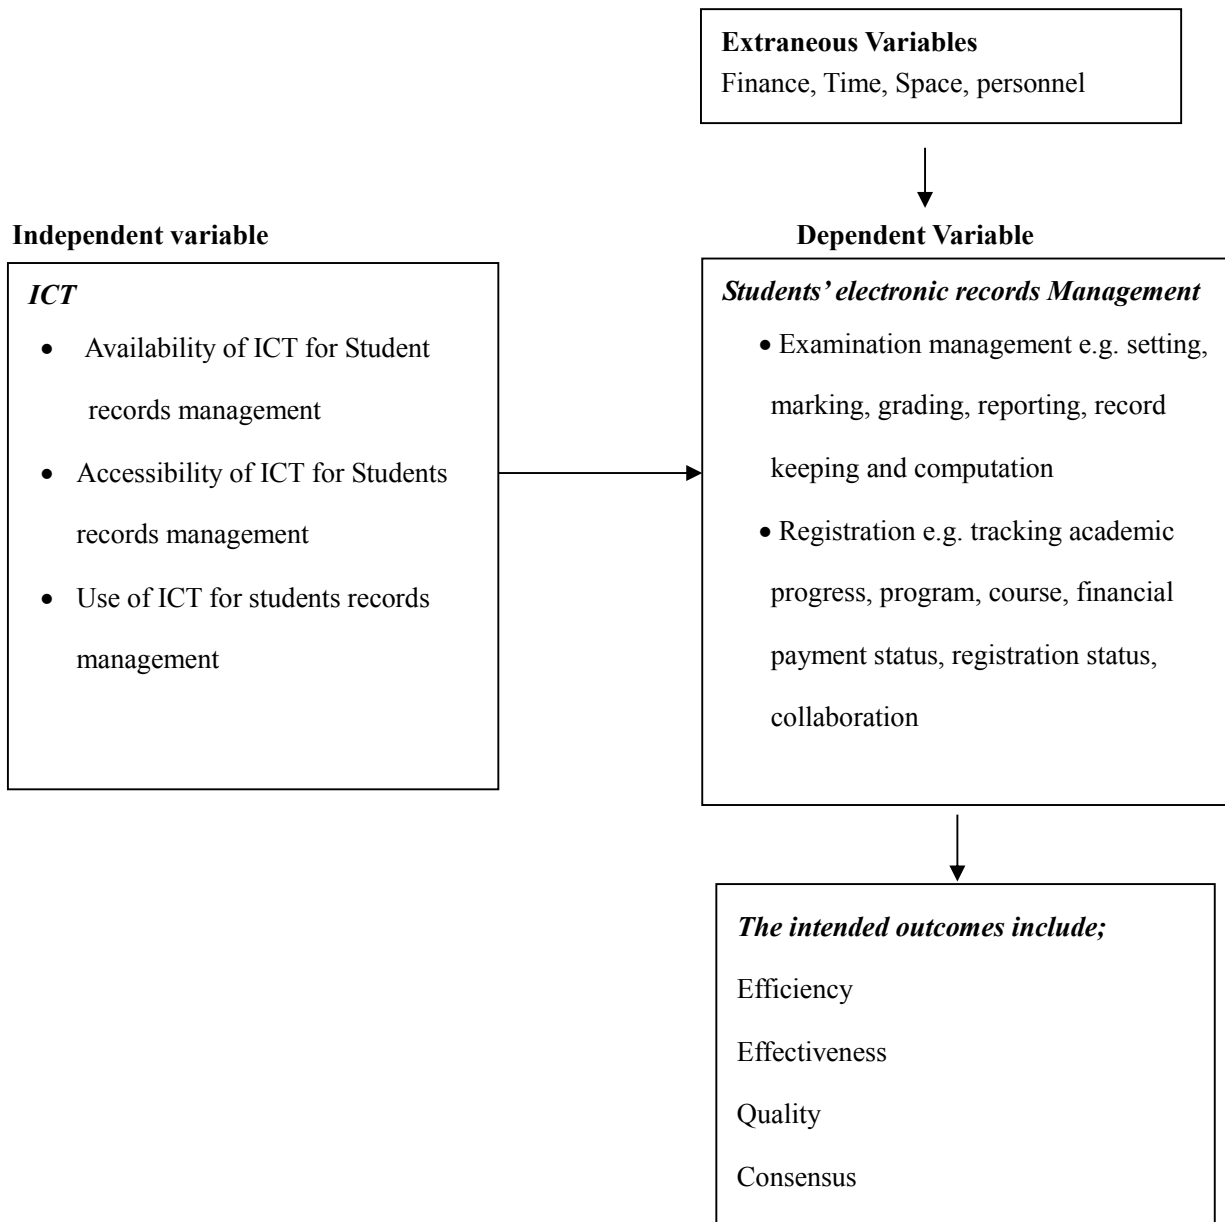 Extraneous Variables
Finance, Time, Space, personnel
Independent variable
ICT
• Availability of ICT for Student
records management
• Accessibility of ICT for Students
records management
• Use of ICT for students records
management
Dependent Variable
Students’ electronic records Management
• Examination management e.g. setting,
marking, grading, reporting, record
keeping and computation
• Registration e.g. tracking academic
progress, program, course, financial
payment status, registration status,
collaboration
The intended outcomes include;
Efficiency
Effectiveness
Quality
Consensus